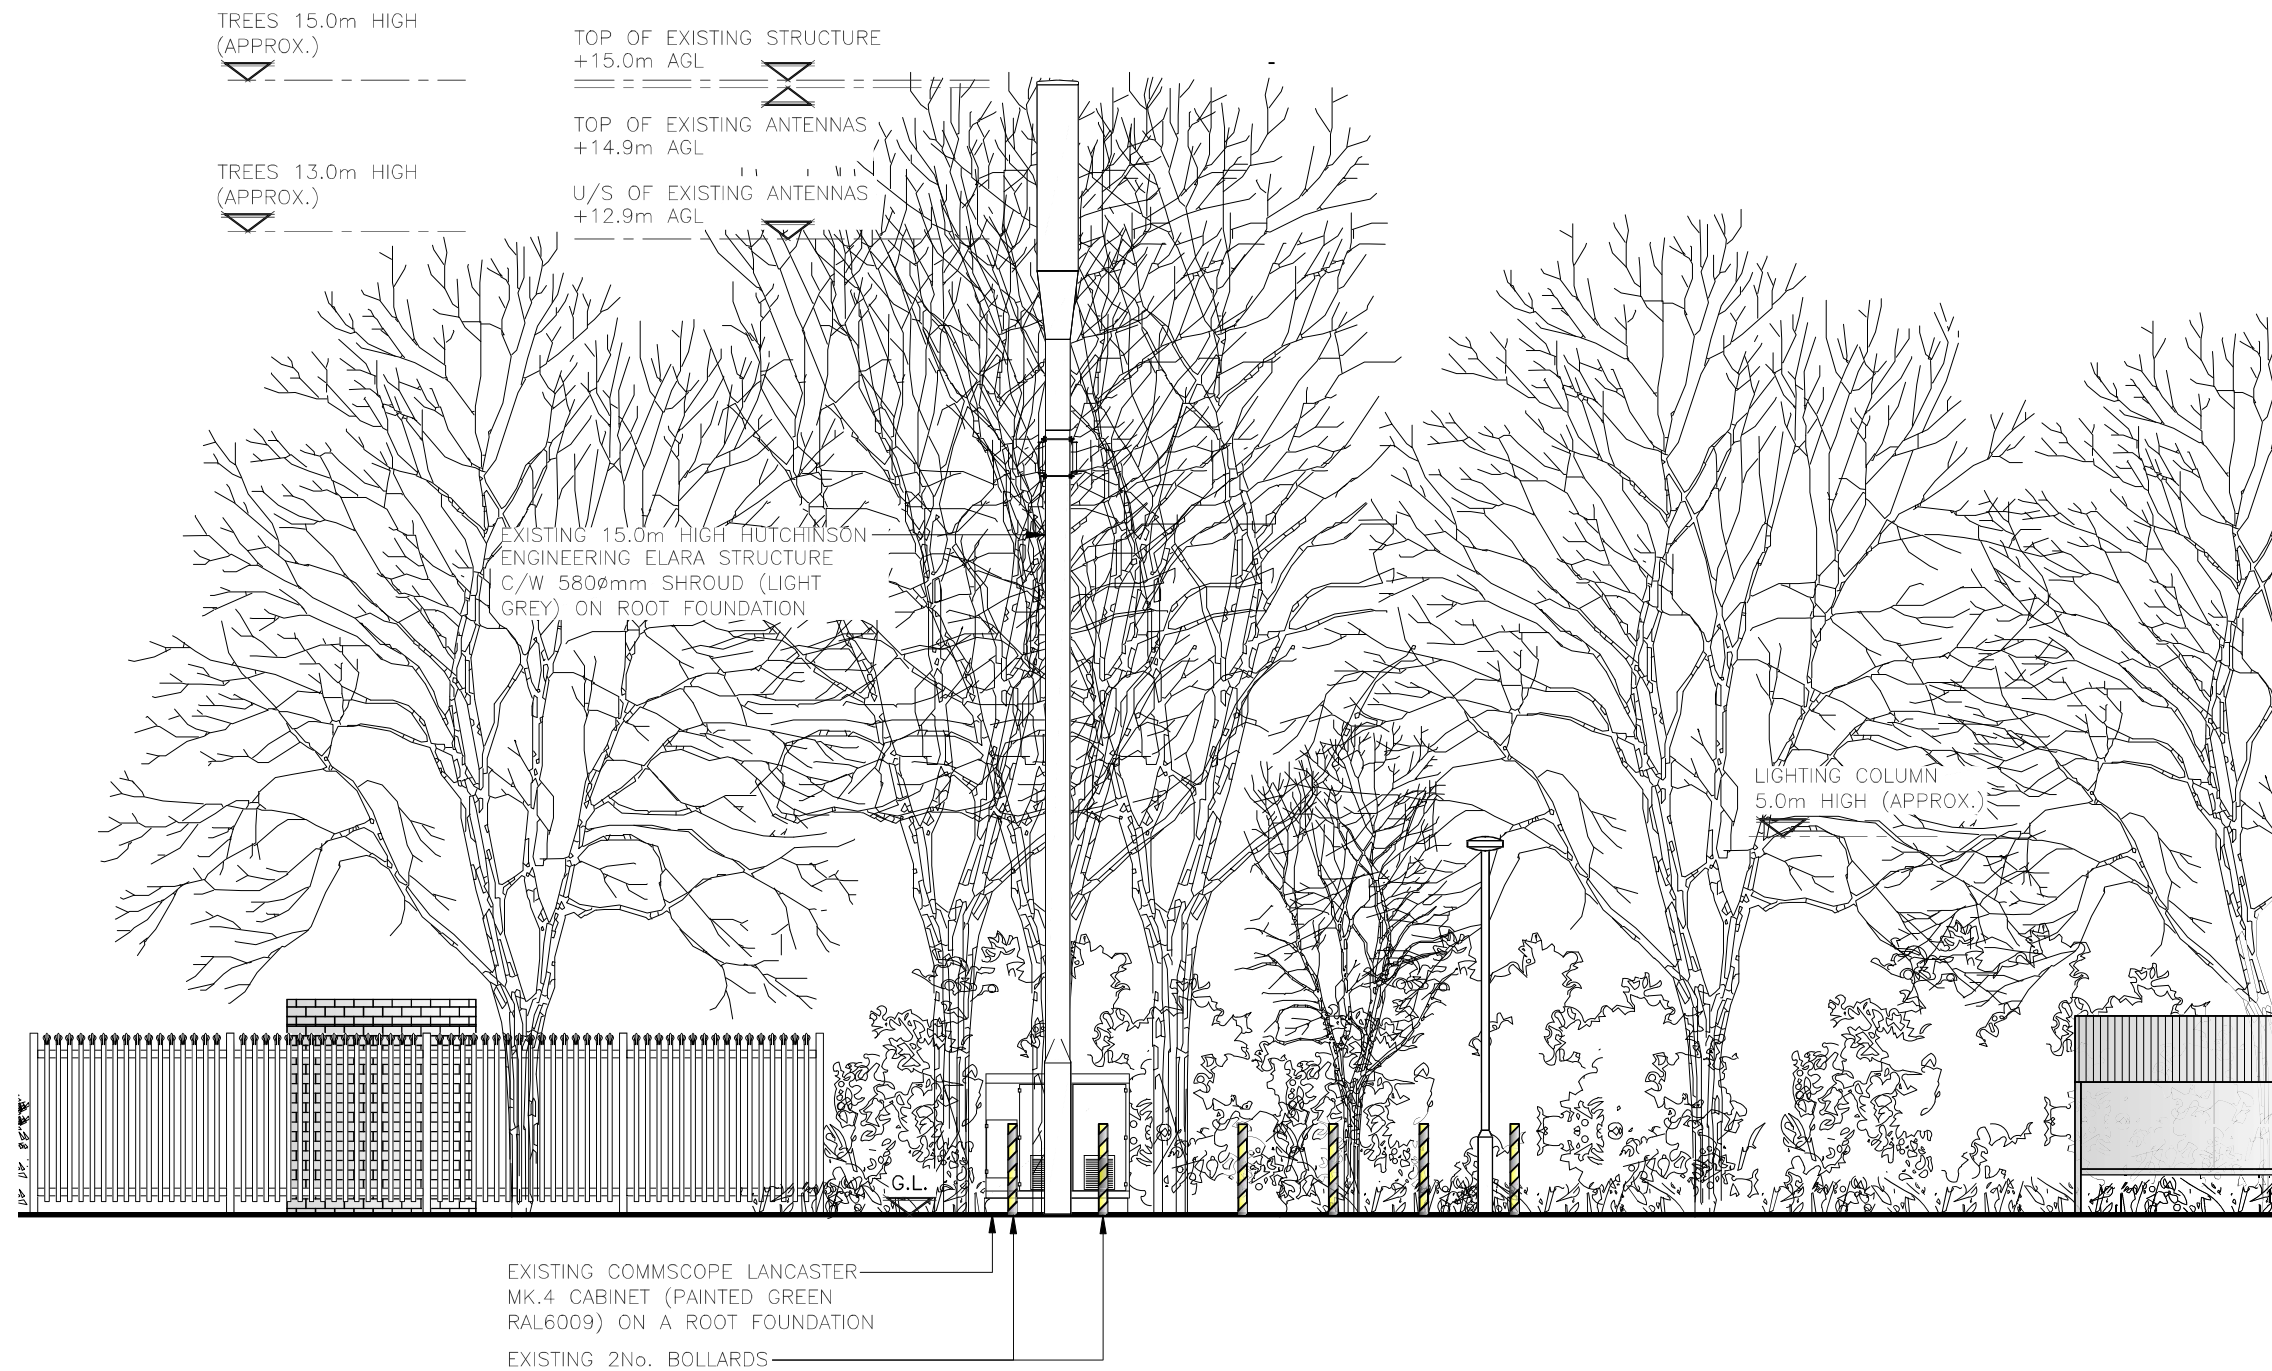 TREES 15.0m HIGH
(APPROX.)
TOP OF EXISTING STRUCTURE
+15.0m AGL
TOP OF EXISTING ANTENNAS
+14.9m AGL
TREES 13.0m HIGH
(APPROX.)
U/S OF EXISTING ANTENNAS
+12.9m AGL
EXISTING 15.0m HIGH HUTCHINSON
ENGINEERING ELARA STRUCTURE
C/W 580ømm SHROUD (LIGHT
GREY) ON ROOT FOUNDATION
LIGHTING COLUMN
5.0m HIGH (APPROX.)
G.L.
EXISTING COMMSCOPE LANCASTER
MK.4 CABINET (PAINTED GREEN
RAL6009) ON A ROOT FOUNDATION
EXISTING 2No. BOLLARDS